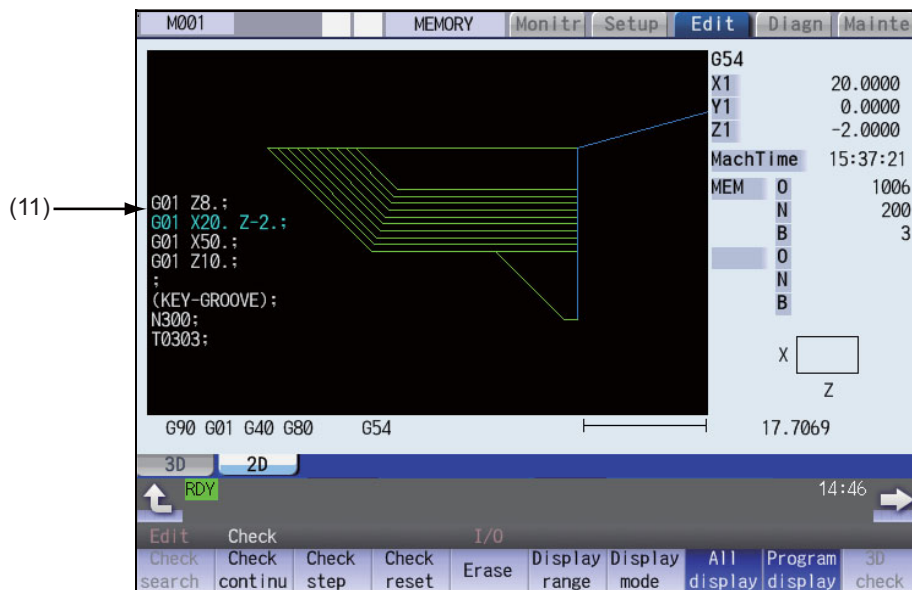 M001 MEMORY Monitr Setup Edit Diagn Mainte
G54
X1 20.0000
Y1 0.0000
Z1 -2.0000
MachTime 15:37:21
MEM O 1006
N 200
B 3
O
N
B
(11)
G01 Z8.;
G01 X20. Z-2.;
G01 X50.;
G01 Z10.;
;
(KEY-GROOVE);
N300;
T0303;
X
Z
G90 G01 G40 G80 G54 17.7069
3D 2D
RDY 14:46
Edit Check I/O
Check search
Check continu
Check step
Check reset
Erase
Display range
Display mode
All display
Program display
3D check